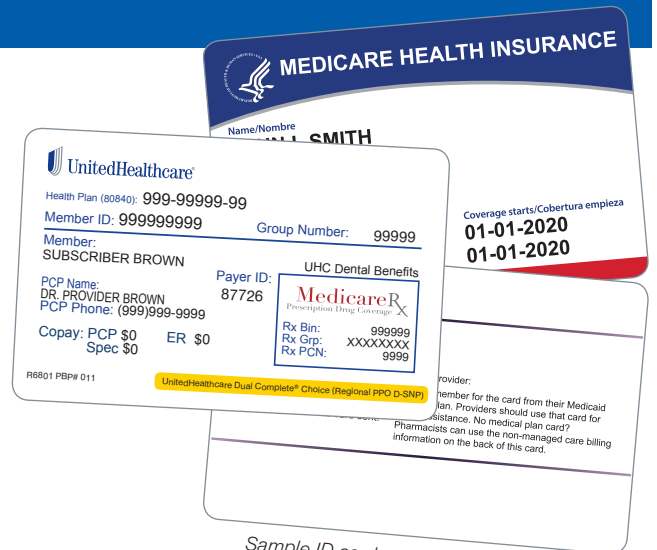 MEDICARE HEALTH INSURANCE
Name/Nombre
L SMITH
Coverage starts/Cobertura empieza
01-01-2020
01-01-2020
UnitedHealthcare®
Health Plan (80840): 999-99999-99
Member ID: 999999999 Group Number: 99999
Member:
SUBSCRIBER BROWN
UHC Dental Benefits
PCP Name:
DR. PROVIDER BROWN
PCP Phone: (999)999-9999
Payer ID:
87726
MedicareRx
Prescription Drug Coverage
Rx Bin: 999999
Rx Grp: XXXXXXXX
Rx PCN: 9999
Copay: PCP $0 ER $0
Spec $0
R6801 PBP# 011
UnitedHealthcare Dual Complete® Choice (Regional PPO D-SNP)
for the card from their Medicaid
Providers should use that card for
No medical plan card?
Pharmacists can use the non-managed care billing
information on the back of this card.
Sample ID